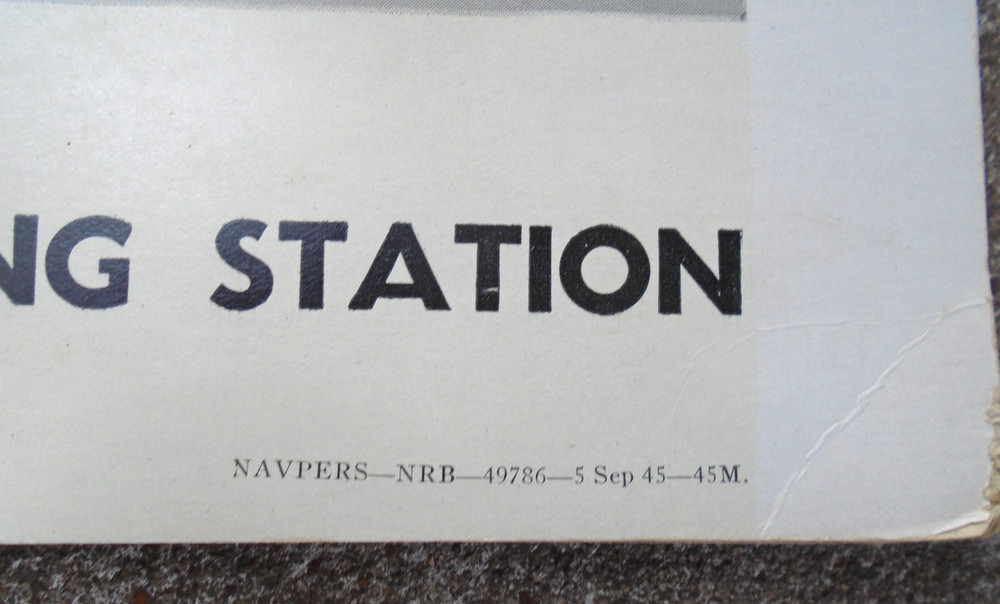 NG STATION
NAVPERS—NRB—49786—5 Sep 45—45M.